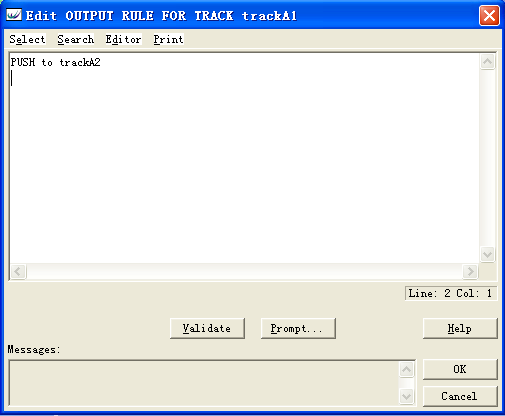 Edit OUTPUT RULE FOR TRACK trackA1
Select Search Editor Print
PUSH to trackA2
Line: 2 Col: 1
Validate Prompt... Help
Messages:
OK
Cancel